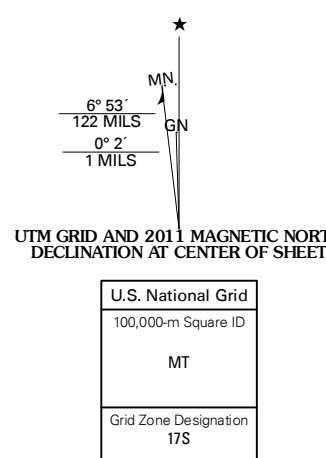 ★
MN.
6° 53´
122 MILS
GN
0° 2´
1 MILS
UTM GRID AND 2011 MAGNETIC NORT
DECLINATION AT CENTER OF SHEET
U.S. National Grid
100,000-m Square ID
MT
Grid Zone Designation
17S